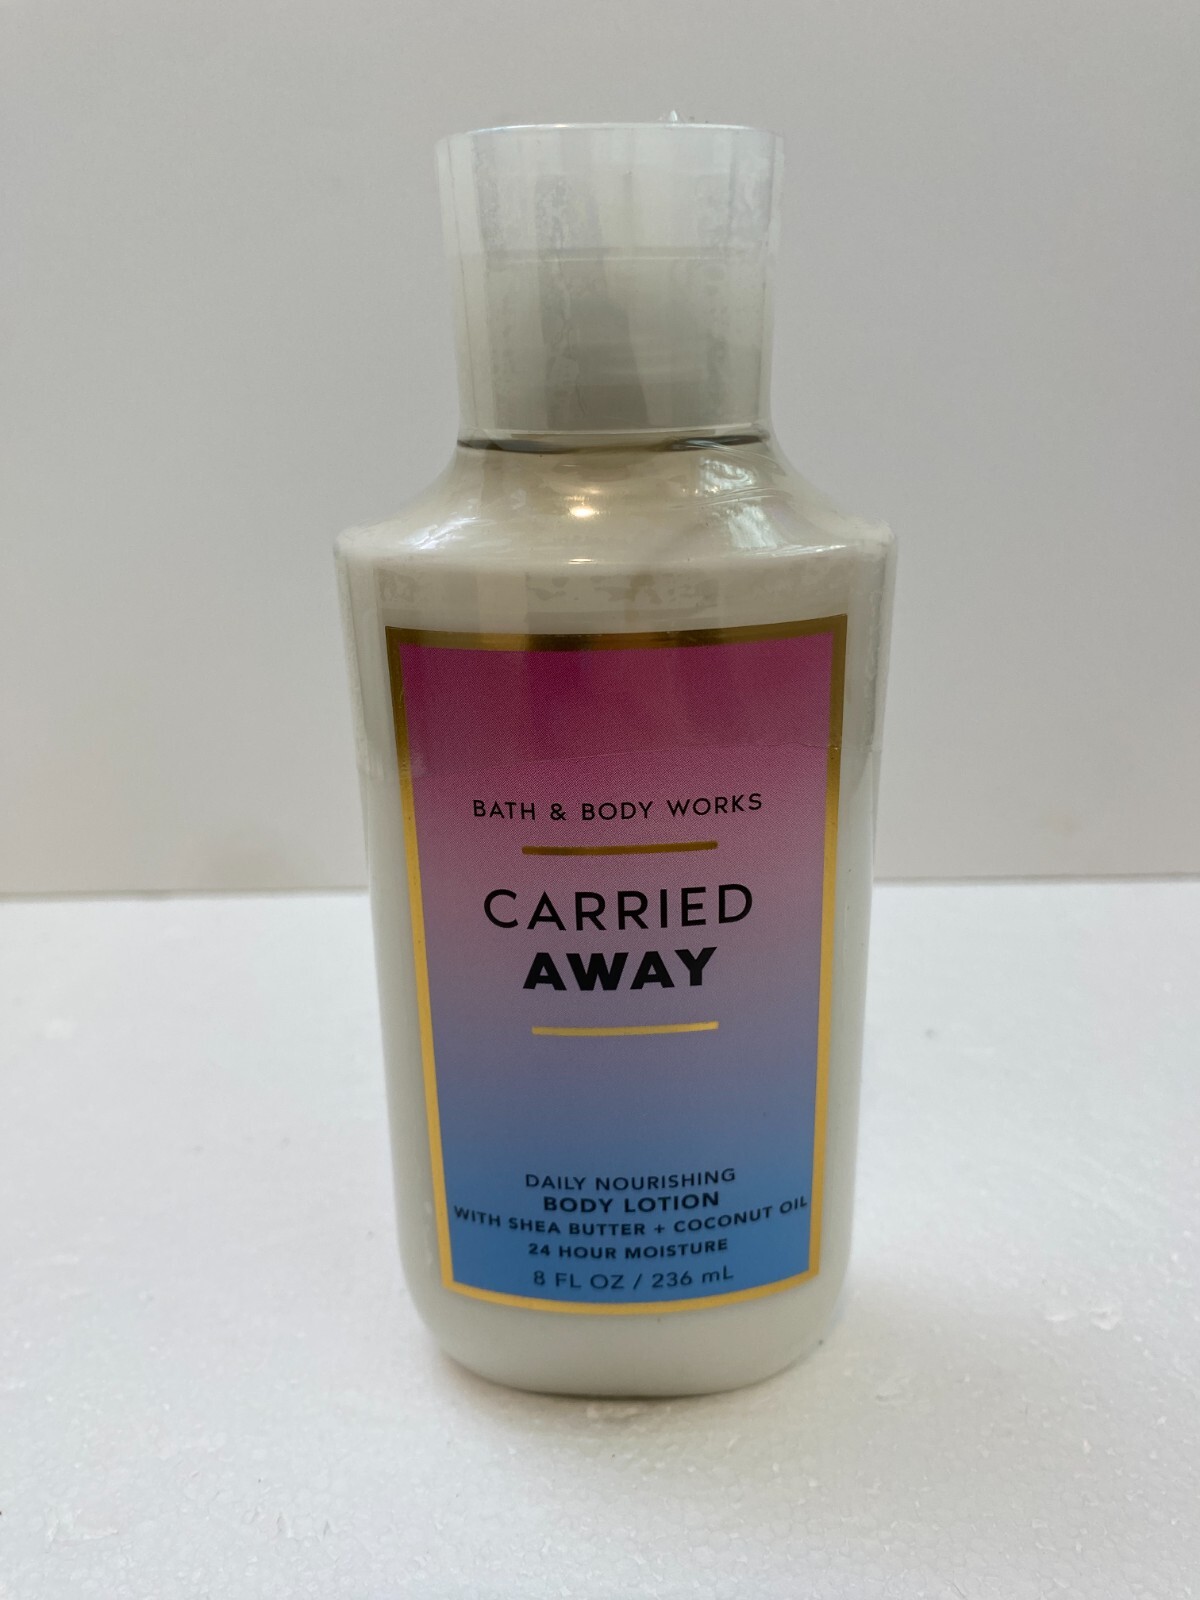 BATH & BODY WORKS
CARRIED
AWAY
DAILY NOURISHING
BODY LOTION
WITH SHEA BUTTER + COCONUT OIL
24 HOUR MOISTURE
8 FL OZ / 236 mL